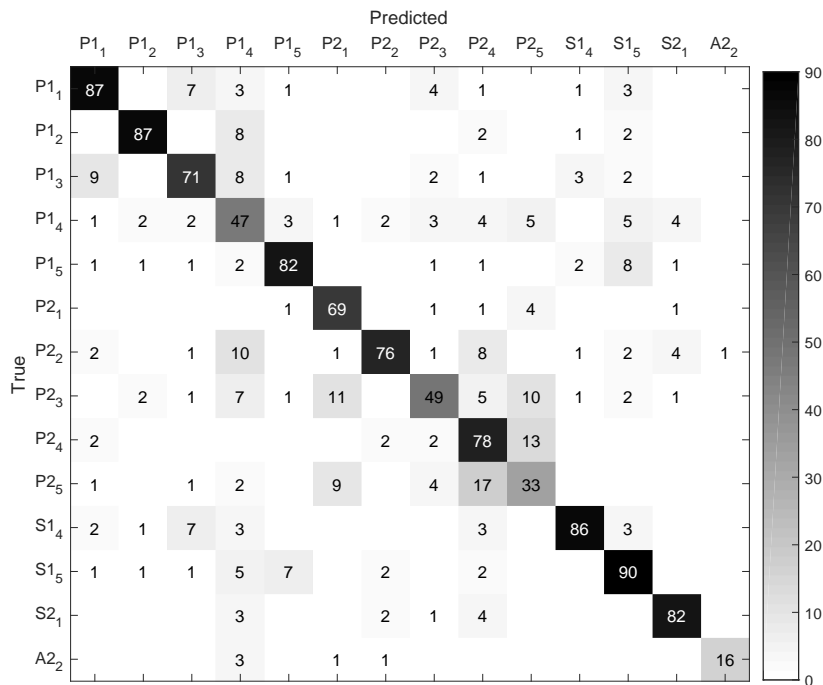 Predicted
P1₁ P1₂ P1₃ P1₄ P1₅ P2₁ P2₂ P2₃ P2₄ P2₅ S1₄ S1₅ S2₁ A2₂
True
P1₁ 87 7 3 1 4 1 1 3
P1₂ 87 8 2 1 2
P1₃ 9 71 8 1 2 1 3 2
P1₄ 1 2 2 47 3 1 2 3 4 5 5 4
P1₅ 1 1 1 2 82 1 1 2 8 1
P2₁ 1 69 1 1 4 1
P2₂ 2 1 10 1 76 1 8 1 2 4 1
P2₃ 2 1 7 1 11 49 5 10 1 2 1
P2₄ 2 2 2 78 13
P2₅ 1 1 2 9 4 17 33
S1₄ 2 1 7 3 3 86 3
S1₅ 1 1 1 5 7 2 2 90
S2₁ 3 2 1 4 82
A2₂ 3 1 1 16
90
80
70
60
50
40
30
20
10
0